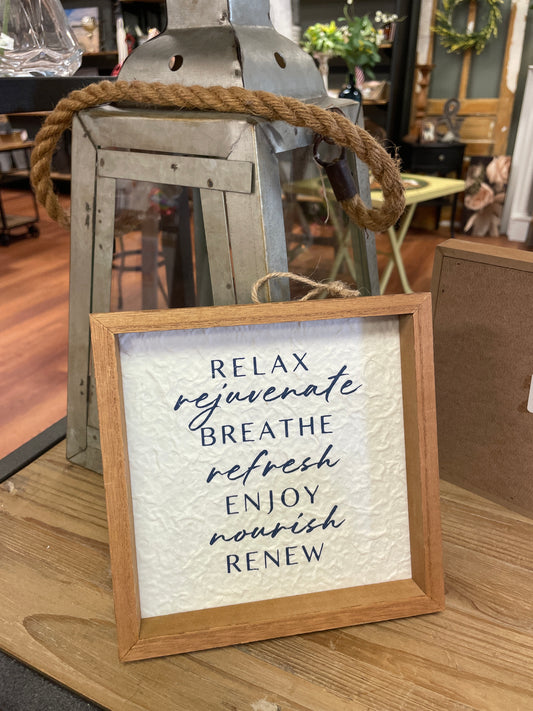 RELAX
rejuvenate
BREATHE
refresh
ENJOY
nourish
RENEW